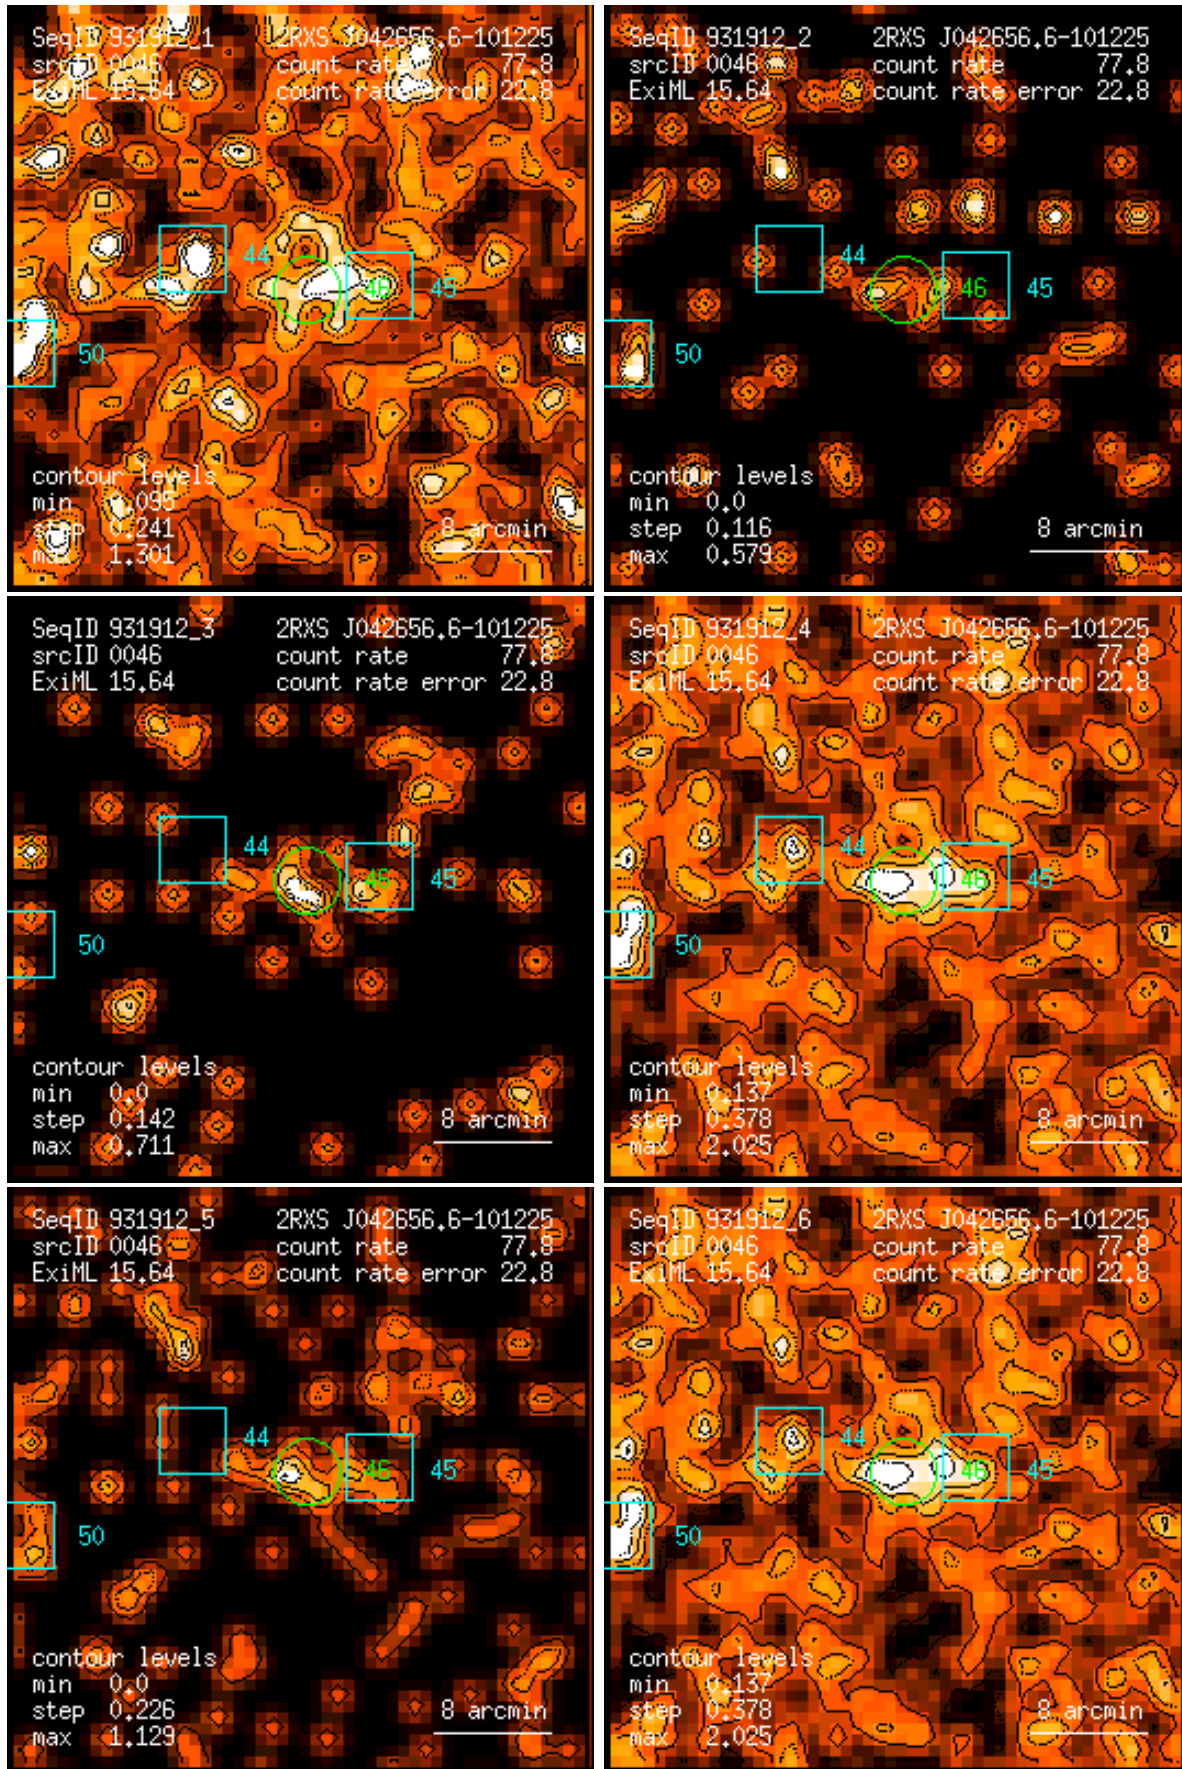 SeqID 931912_1 2RXS J042656.6-101225
srcID 0046 count rate 77.8
ExiML 15.64 count rate error 22.8
44
46 45
50
contour levels
min 0.095
step 0.241
max 1.301
8 arcmin
SeqID 931912_2 2RXS J042656.6-101225
srcID 0046 count rate 77.8
ExiML 15.64 count rate error 22.8
44
46 45
50
contour levels
min 0.0
step 0.116
max 0.579
8 arcmin
SeqID 931912_3 2RXS J042656.6-101225
srcID 0046 count rate 77.8
ExiML 15.64 count rate error 22.8
44
46 45
50
contour levels
min 0.0
step 0.142
max 0.711
8 arcmin
SeqID 931912_4 2RXS J042656.6-101225
srcID 0046 count rate 77.8
ExiML 15.64 count rate error 22.8
44
46 45
50
contour levels
min 0.137
step 0.378
max 2.025
8 arcmin
SeqID 931912_5 2RXS J042656.6-101225
srcID 0046 count rate 77.8
ExiML 15.64 count rate error 22.8
44
46 45
50
contour levels
min 0.0
step 0.226
max 1.129
8 arcmin
SeqID 931912_6 2RXS J042656.6-101225
srcID 0046 count rate 77.8
ExiML 15.64 count rate error 22.8
44
46 45
50
contour levels
min 0.137
step 0.378
max 2.025
8 arcmin